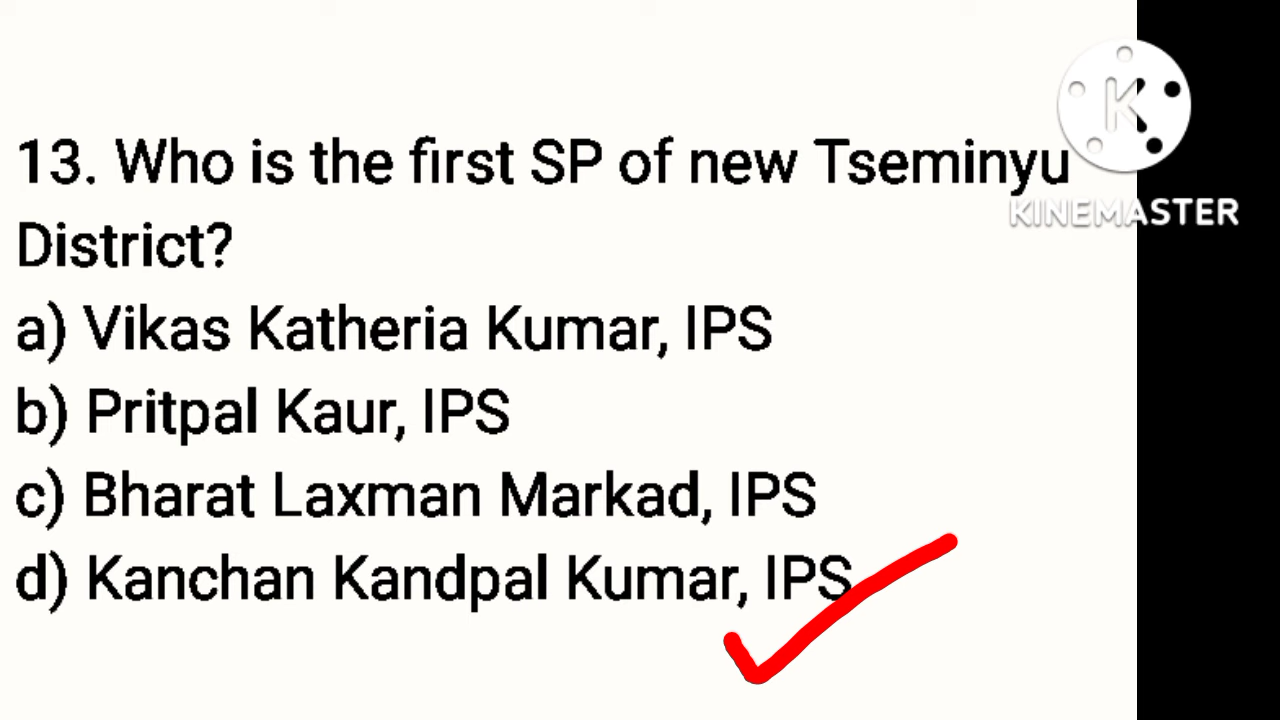 13. Who is the first SP of new Tseminyu
District?
a) Vikas Katheria Kumar, IPS
b) Pritpal Kaur, IPS
c) Bharat Laxman Markad, IPS
d) Kanchan Kandpal Kumar, IPS
K
KINEMASTER